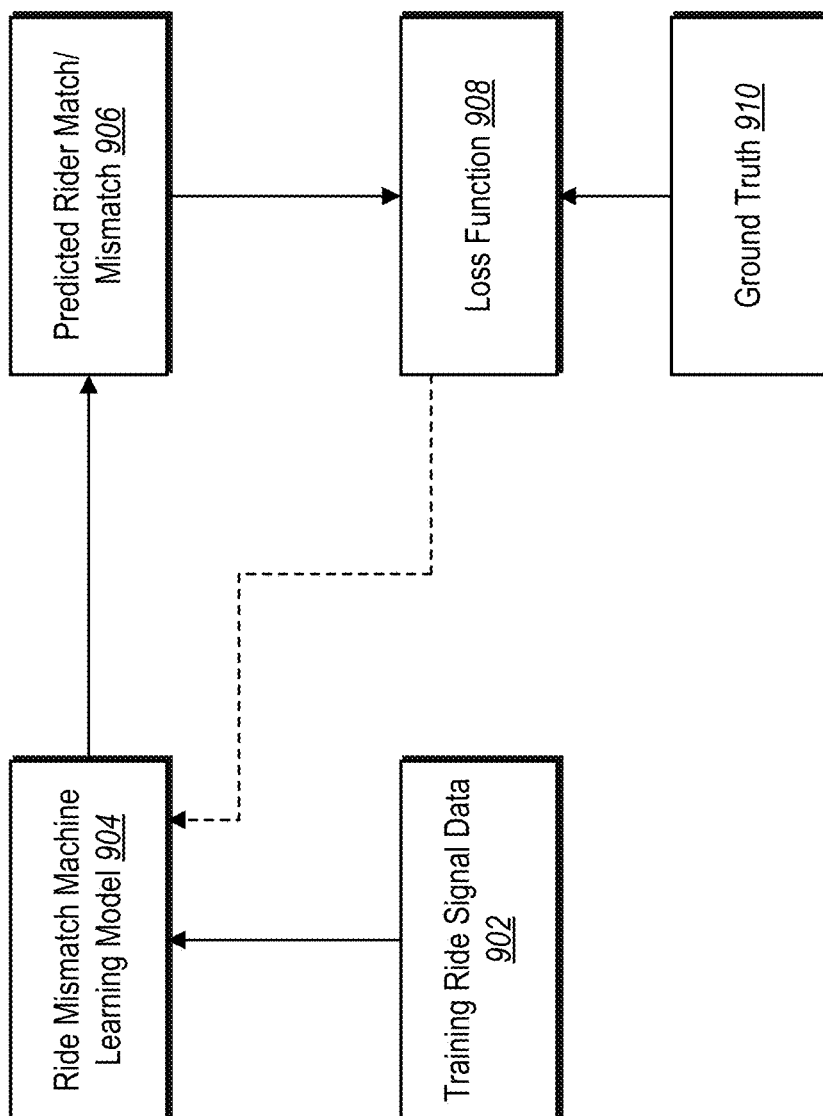 Ride Mismatch Machine
Learning Model 904
Predicted Rider Match/
Mismatch 906
Training Ride Signal Data
902
Loss Function 908
Ground Truth 910